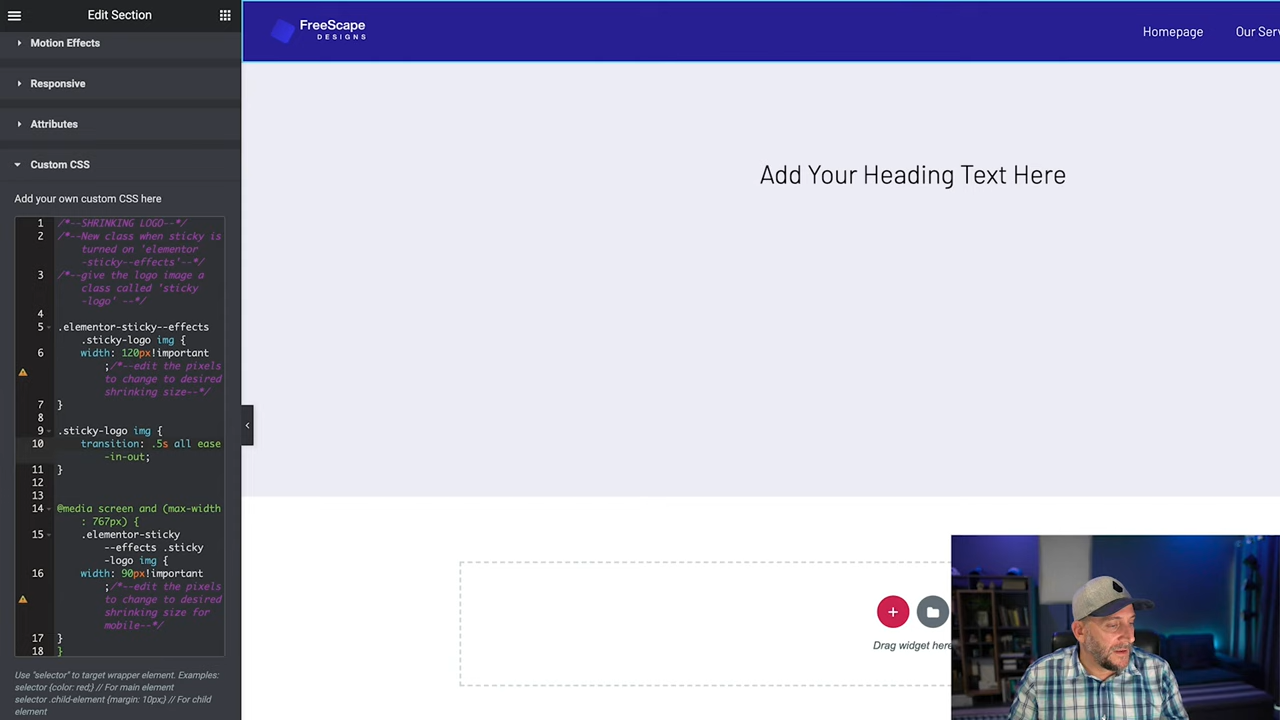 Edit Section
Motion Effects
Responsive
Attributes
Custom CSS
Add your own custom CSS here
1 /*--SHRINKING LOGO--*/
2 /*--New class when sticky is
turned on 'elementor
-sticky--effects'--*/
3 /*--give the logo image a
class called 'sticky
-logo' --*/
4
5 .elementor-sticky--effects
.sticky-logo img {
6 width: 120px!important
;/*--edit the pixels
to change to desired
shrinking size--*/
7 }
8
9 .sticky-logo img {
10 transition: .5s all ease
-in-out;
11 }
12
13
14 @media screen and (max-width
: 767px) {
15 .elementor-sticky
--effects .sticky
-logo img {
16 width: 90px!important
;/*--edit the pixels
to change to desired
shrinking size for
mobile--*/
17 }
18 }
Use "selector" to target wrapper element. Examples:
selector {color: red;} // For main element
selector .child-element {margin: 10px;} // For child
element
FreeScape
DESIGNS
Homepage
Our Serv
Add Your Heading Text Here
Drag widget here